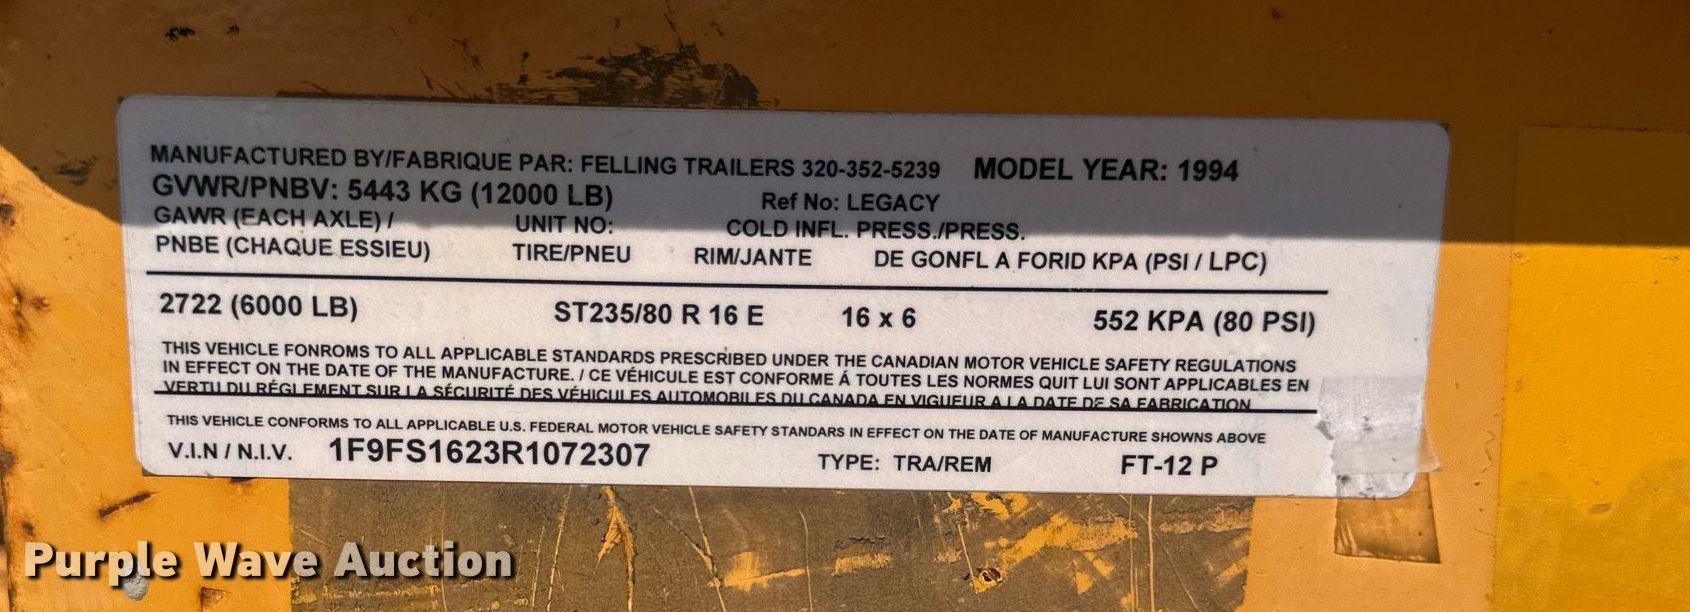 MANUFACTURED BY/FABRIQUE PAR: FELLING TRAILERS 320-352-5239 MODEL YEAR: 1994
GVWR/PNBV: 5443 KG (12000 LB) Ref No: LEGACY
GAWR (EACH AXLE) / UNIT NO: COLD INFL. PRESS./PRESS.
PNBE (CHAQUE ESSIEU) TIRE/PNEU RIM/JANTE DE GONFL A FORID KPA (PSI / LPC)
2722 (6000 LB) ST235/80 R 16 E 16 x 6 552 KPA (80 PSI)
THIS VEHICLE FONROMS TO ALL APPLICABLE STANDARDS PRESCRIBED UNDER THE CANADIAN MOTOR VEHICLE SAFETY REGULATIONS
IN EFFECT ON THE DATE OF THE MANUFACTURE. / CE VÉHICULE EST CONFORME Á TOUTES LES NORMES QUIT LUI SONT APPLICABLES EN
VERTU DU RÉGLEMENT SUR LA SÉCURITÉ DES VÉHICULES AUTOMOBILES DU CANADA EN VIGUEUR A LA DATE DE SA FABRICATION
THIS VEHICLE CONFORMS TO ALL APPLICABLE U.S. FEDERAL MOTOR VEHICLE SAFETY STANDARS IN EFFECT ON THE DATE OF MANUFACTURE SHOWNS ABOVE
V.I.N / N.I.V. 1F9FS1623R1072307 TYPE: TRA/REM FT-12 P
Purple Wave Auction